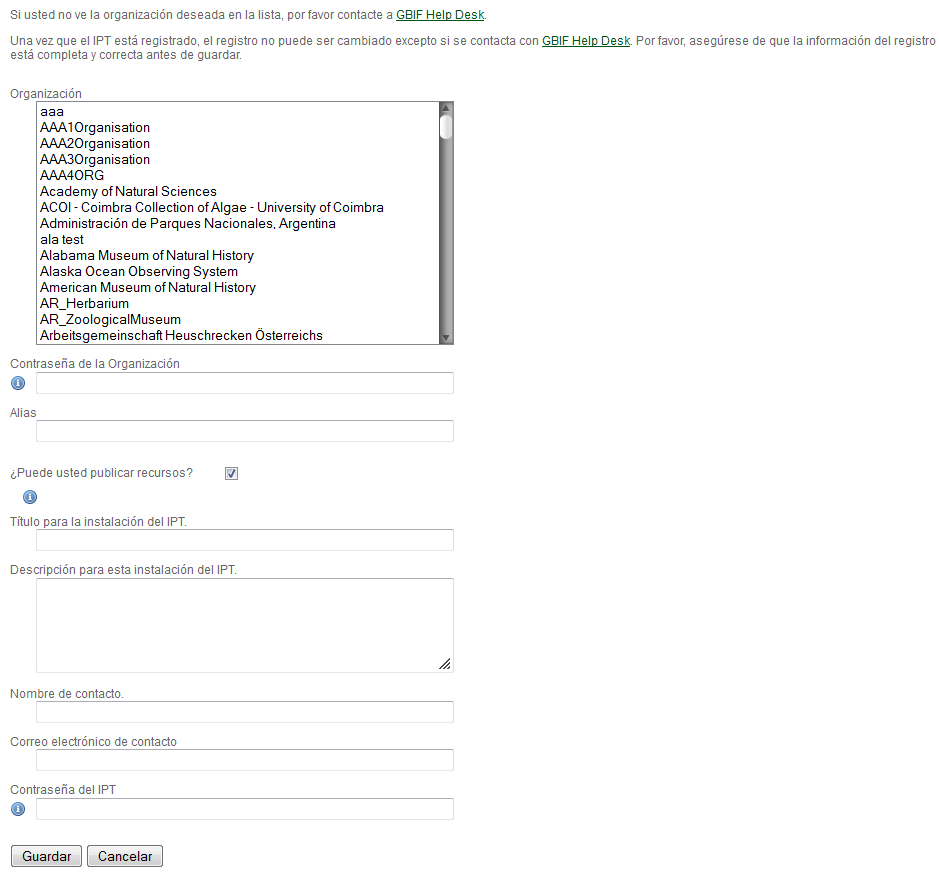 Si usted no ve la organización deseada en la lista, por favor contacte a GBIF Help Desk.
Una vez que el IPT está registrado, el registro no puede ser cambiado excepto si se contacta con GBIF Help Desk. Por favor, asegúrese de que la información del registro
está completa y correcta antes de guardar.
Organización
aaa
AAA1Organisation
AAA2Organisation
AAA3Organisation
AAA4ORG
Academy of Natural Sciences
ACOI - Coimbra Collection of Algae - University of Coimbra
Administración de Parques Nacionales, Argentina
ala test
Alabama Museum of Natural History
Alaska Ocean Observing System
American Museum of Natural History
AR_Herbarium
AR_ZoologicalMuseum
Arbeitsgemeinschaft Heuschrecken Österreichs
Contraseña de la Organización
Alias
¿Puede usted publicar recursos?
Título para la instalación del IPT.
Descripción para esta instalación del IPT.
Nombre de contacto.
Correo electrónico de contacto
Contraseña del IPT
Guardar Cancelar